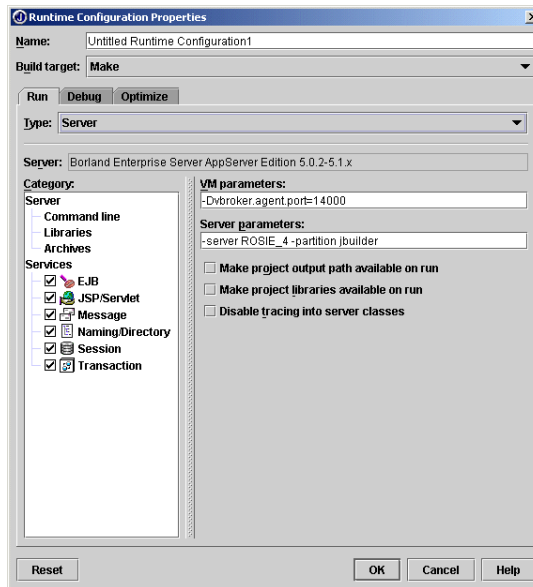 Runtime Configuration Properties
Name: Untitled Runtime Configuration1
Build target: Make
Run Debug Optimize
Type: Server
Server: Borland Enterprise Server AppServer Edition 5.0.2-5.1.x
Category:
Server
Command line
Libraries
Archives
Services
EJB
JSP/Servlet
Message
Naming/Directory
Session
Transaction
VM parameters:
-Dvbroker.agent.port=14000
Server parameters:
-server ROSIE_4 -partition jbuilder
Make project output path available on run
Make project libraries available on run
Disable tracing into server classes
Reset OK Cancel Help